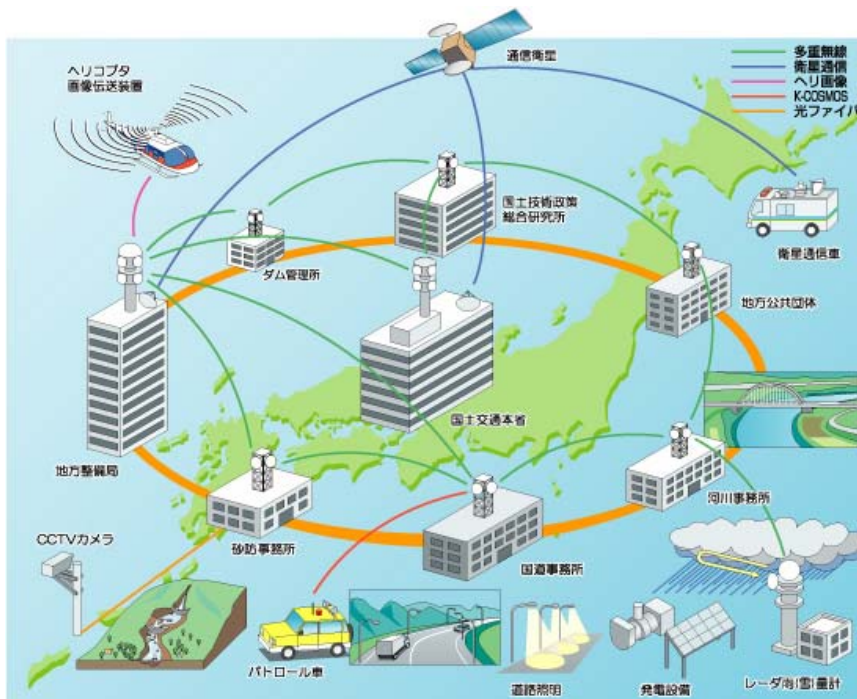 ヘリコプタ
画像伝送装置
通信衛星
多重無線
衛星通信
ヘリ画像
K-COSMOS
光ファイバ
国土技術政策
総合研究所
衛星通信車
ダム管理所
地方公共団体
国土交通本省
地方整備局
河川事務所
CCTVカメラ
砂防事務所
国道事務所
パトロール車
道路照明
発電設備
レーダ雨(雪)量計